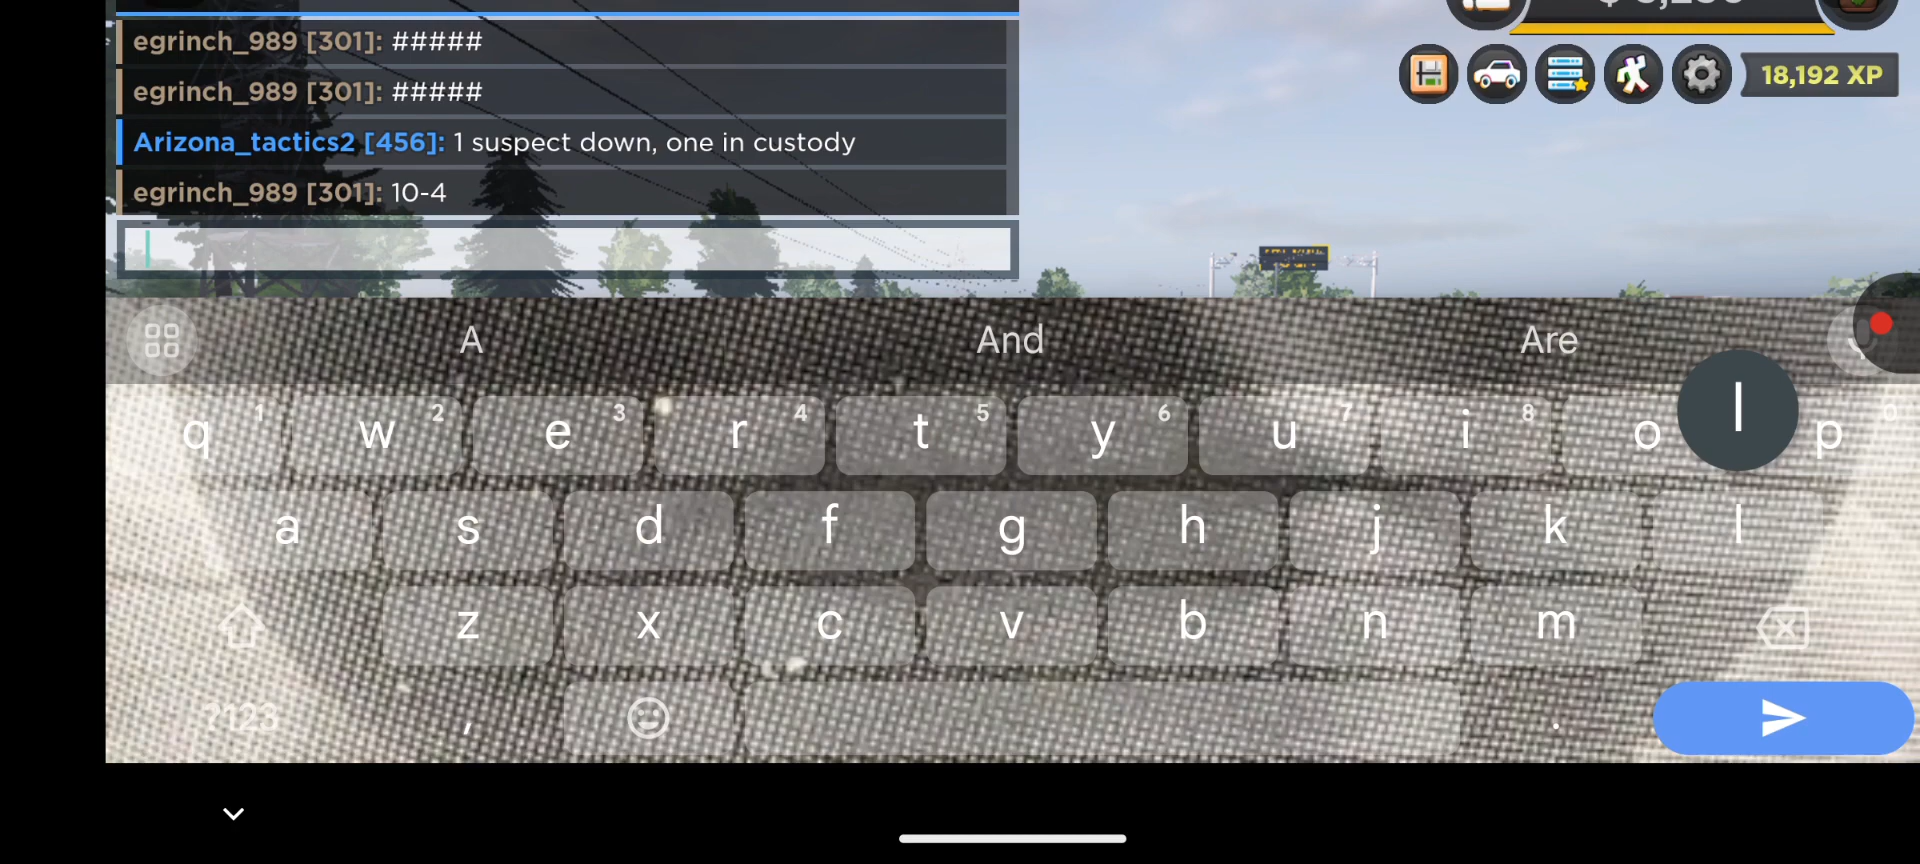 egrinch_989 [301]: #####
egrinch_989 [301]: #####
Arizona_tactics2 [456]: 1 suspect down, one in custody
egrinch_989 [301]: 10-4
18,192 XP
A And Are
l
1 2 3 4 5 6 7 8 0
q w e r t y u i o p
a s d f g h j k l
z x c v b n m
?123 , .